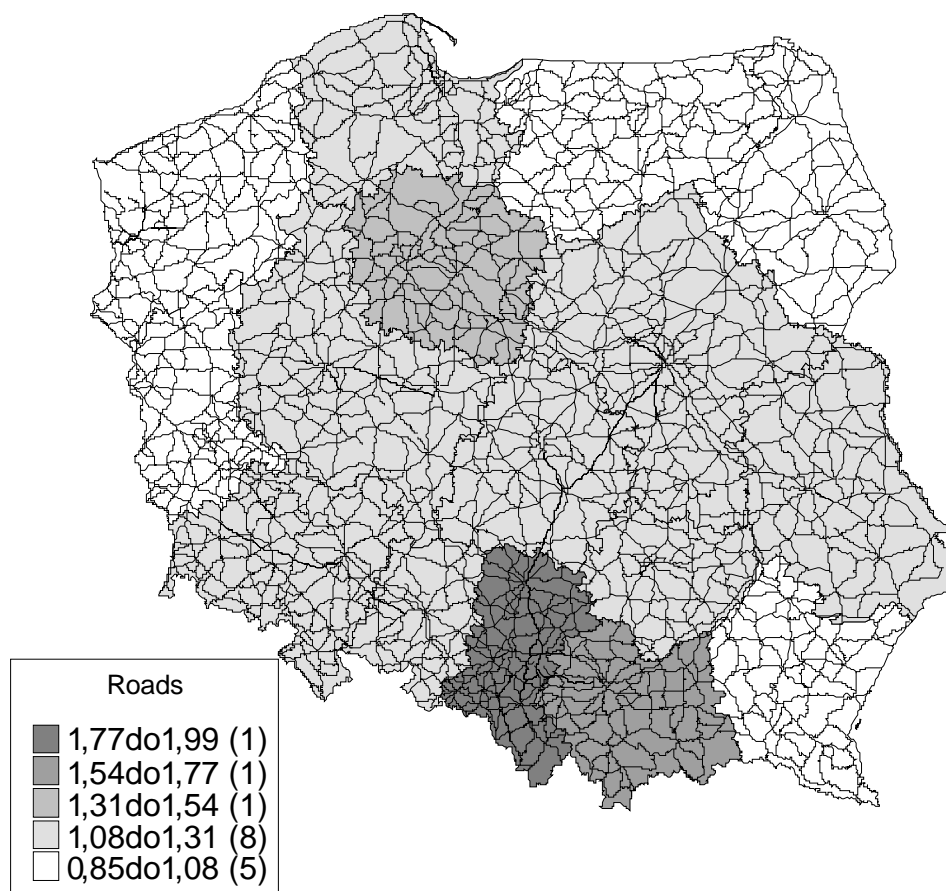 Roads
1,77do1,99 (1)
1,54do1,77 (1)
1,31do1,54 (1)
1,08do1,31 (8)
0,85do1,08 (5)